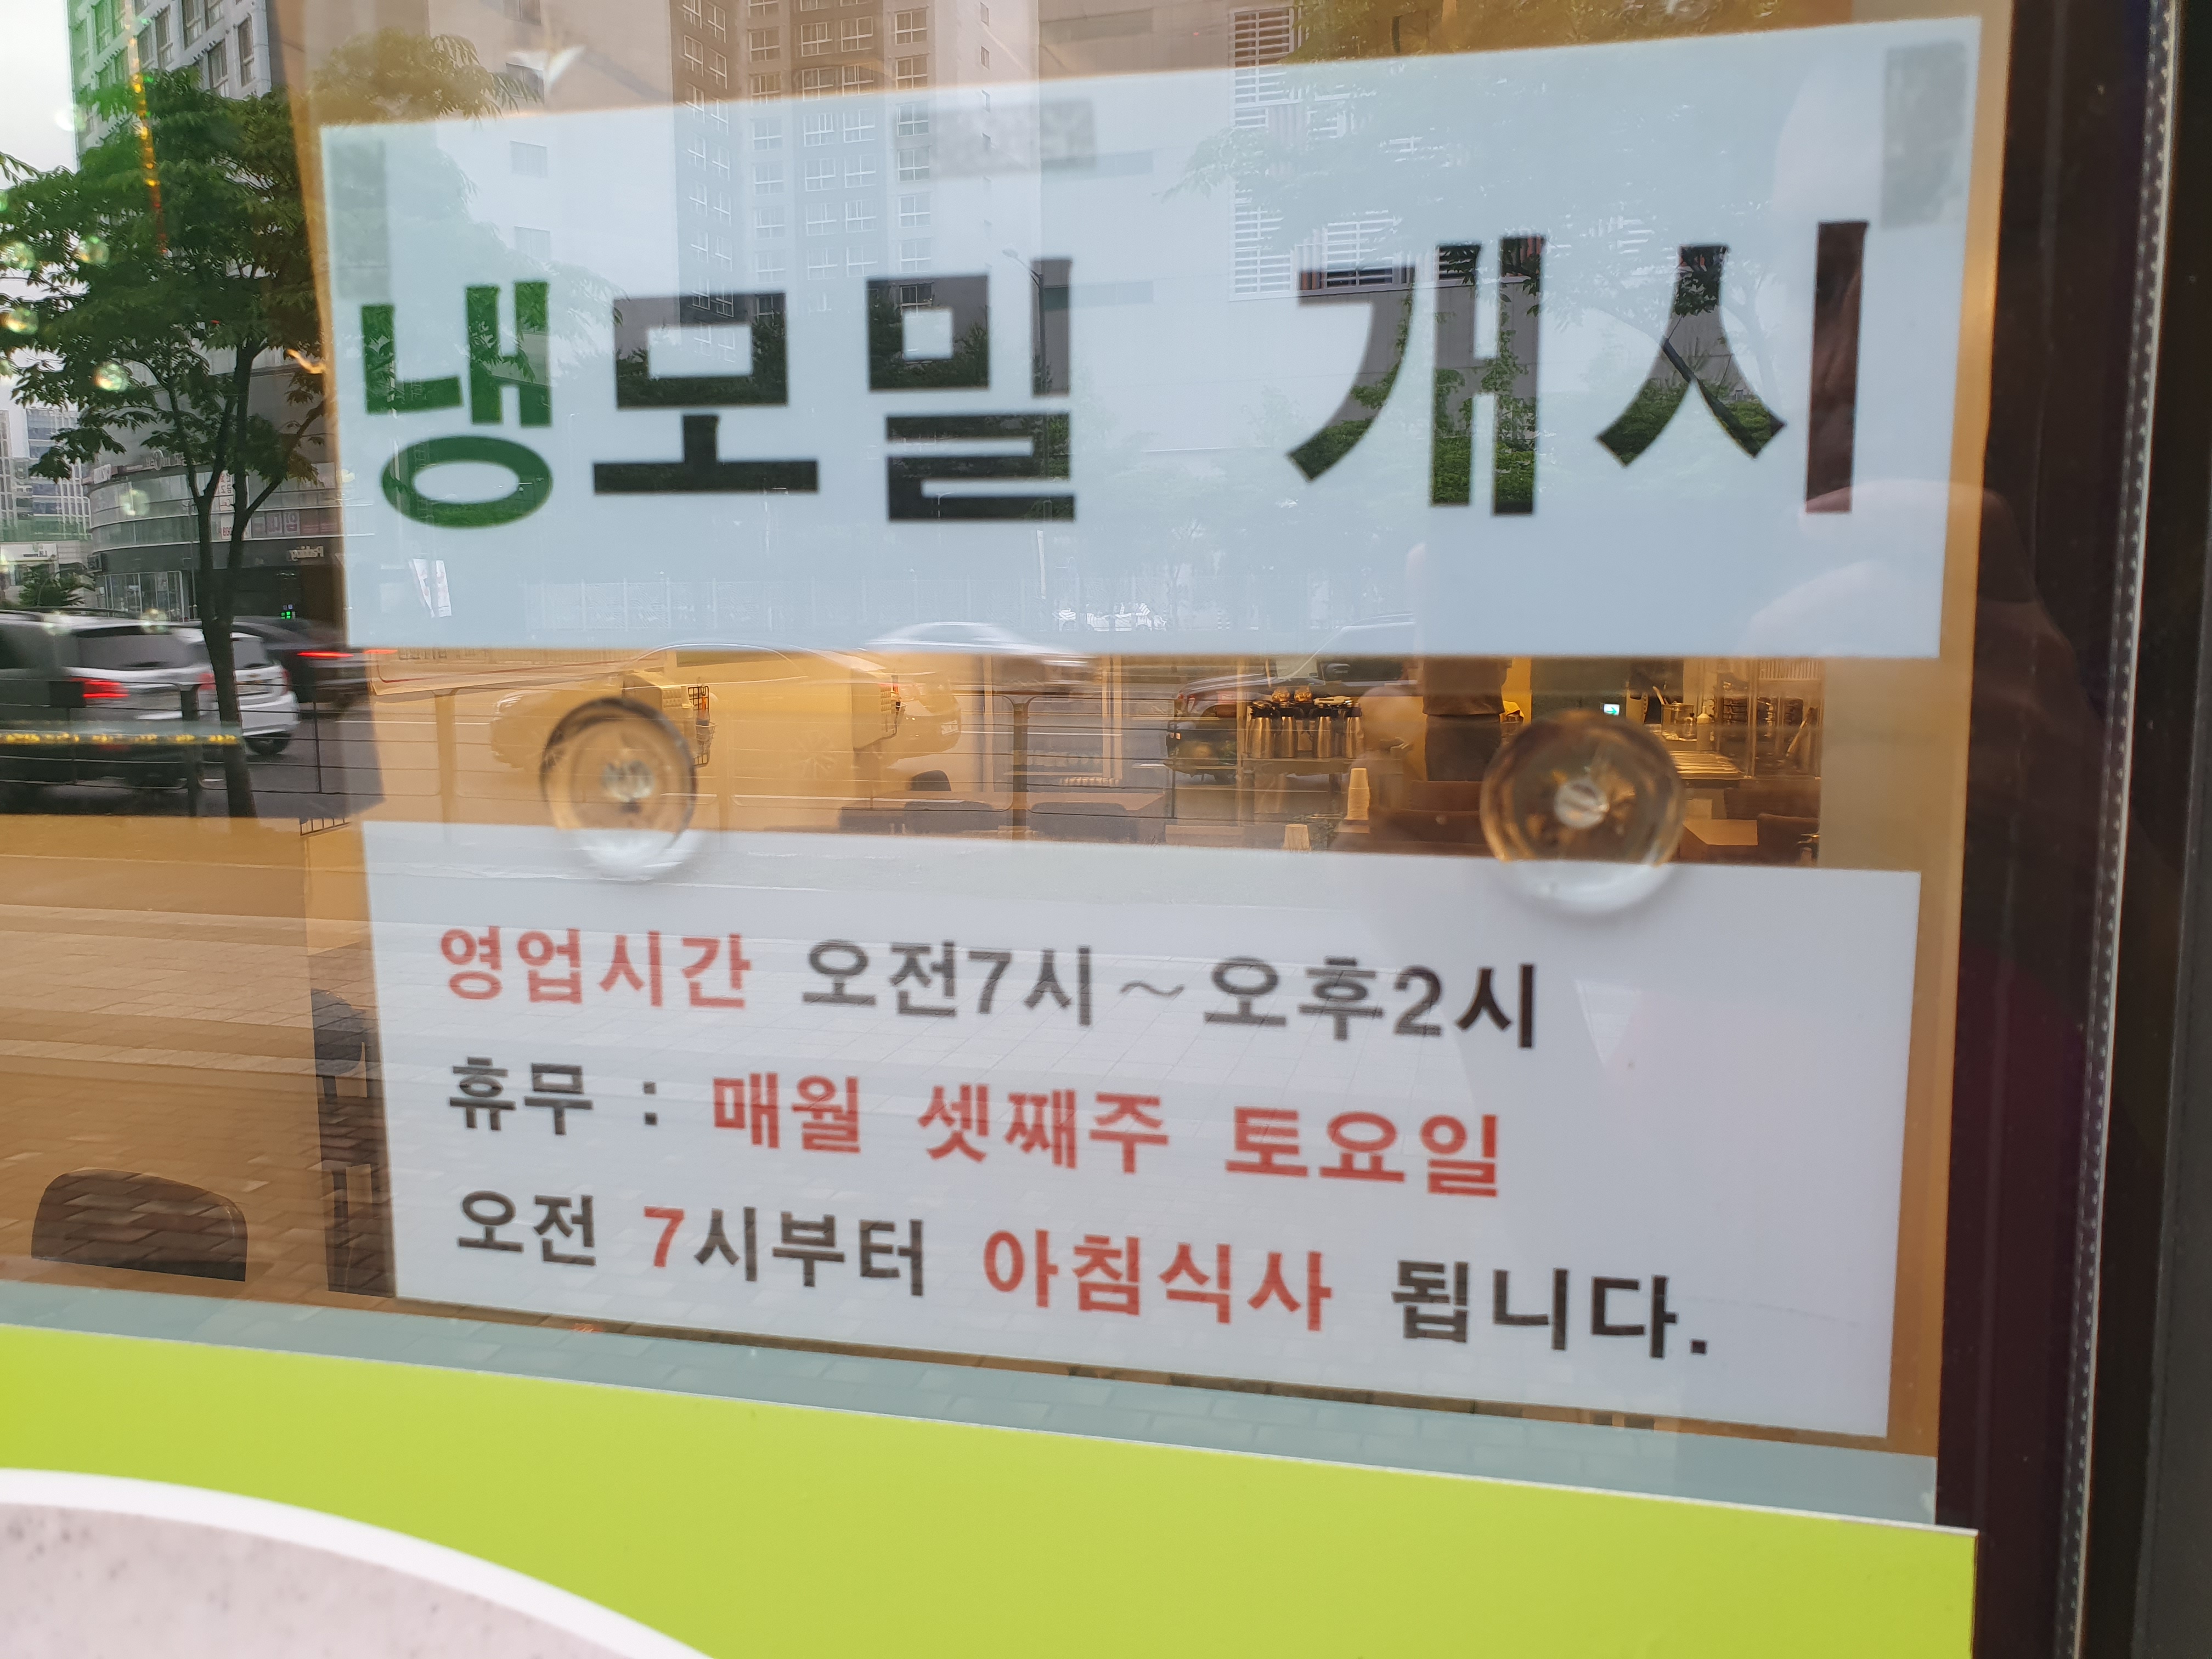 냉모밀 개시
영업시간 오전7시~오후2시
휴무 : 매월 셋째주 토요일
오전 7시부터 아침식사 됩니다.